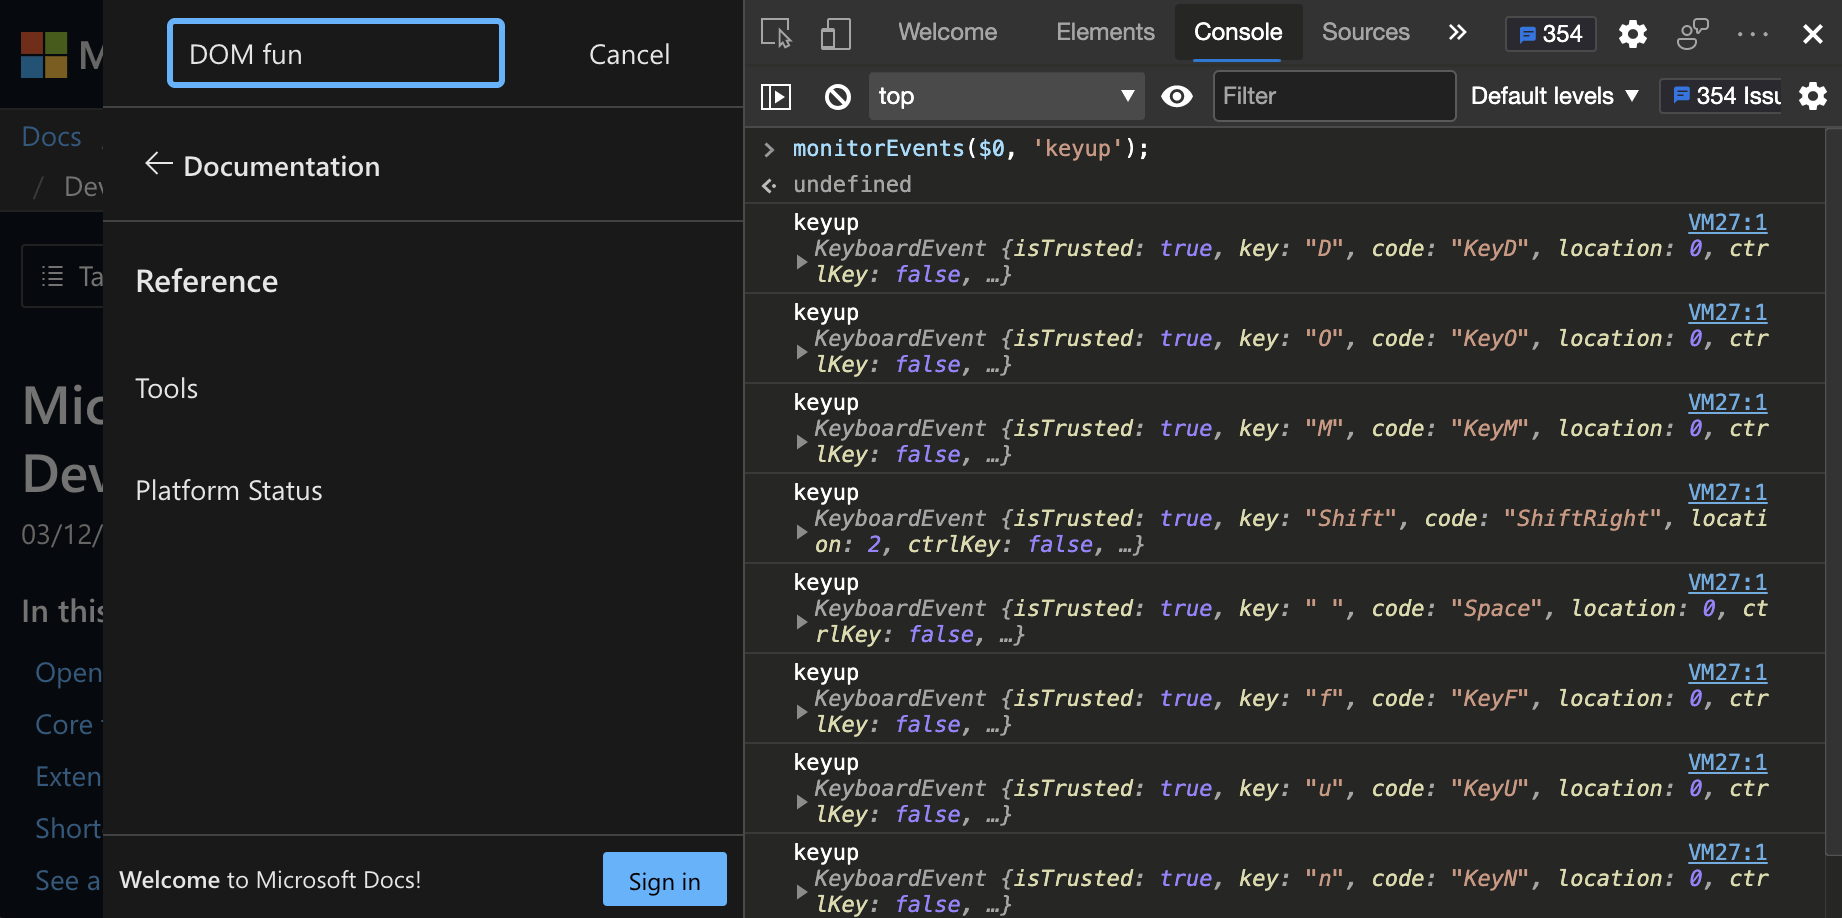 M
DOM fun
Cancel
Docs
/ Dev
← Documentation
Ta
Reference
Tools
Platform Status
Mic
Dev
03/12/
In this
Open
Core
Exten
Short
See a
Welcome to Microsoft Docs!
Sign in
Welcome Elements Console Sources » 354
top Filter Default levels ▼ 354 Issu
> monitorEvents($0, 'keyup');
undefined
keyup VM27:1
KeyboardEvent {isTrusted: true, key: "D", code: "KeyD", location: 0, ctr
lKey: false, …}
keyup VM27:1
KeyboardEvent {isTrusted: true, key: "O", code: "KeyO", location: 0, ctr
lKey: false, …}
keyup VM27:1
KeyboardEvent {isTrusted: true, key: "M", code: "KeyM", location: 0, ctr
lKey: false, …}
keyup VM27:1
KeyboardEvent {isTrusted: true, key: "Shift", code: "ShiftRight", locati
on: 2, ctrlKey: false, …}
keyup VM27:1
KeyboardEvent {isTrusted: true, key: " ", code: "Space", location: 0, ct
rlKey: false, …}
keyup VM27:1
KeyboardEvent {isTrusted: true, key: "f", code: "KeyF", location: 0, ctr
lKey: false, …}
keyup VM27:1
KeyboardEvent {isTrusted: true, key: "u", code: "KeyU", location: 0, ctr
lKey: false, …}
keyup VM27:1
KeyboardEvent {isTrusted: true, key: "n", code: "KeyN", location: 0, ctr
lKey: false, …}